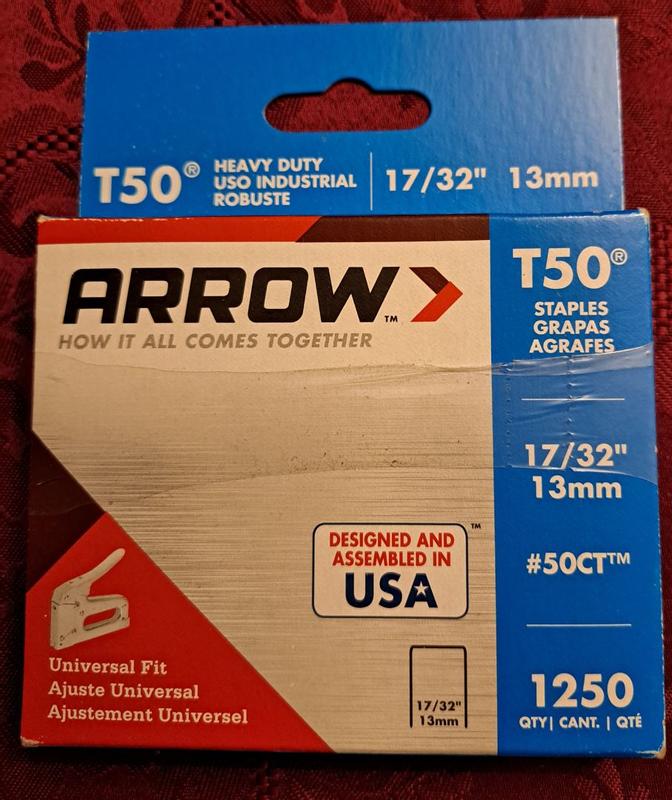 T50® HEAVY DUTY
USO INDUSTRIAL
ROBUSTE
17/32" 13mm
ARROW™
HOW IT ALL COMES TOGETHER
T50®
STAPLES
GRAPAS
AGRAFES
17/32"
13mm
#50CT™
1250
QTY| CANT. | QTÉ
DESIGNED AND
ASSEMBLED IN
USA
™
17/32"
13mm
Universal Fit
Ajuste Universal
Ajustement Universel